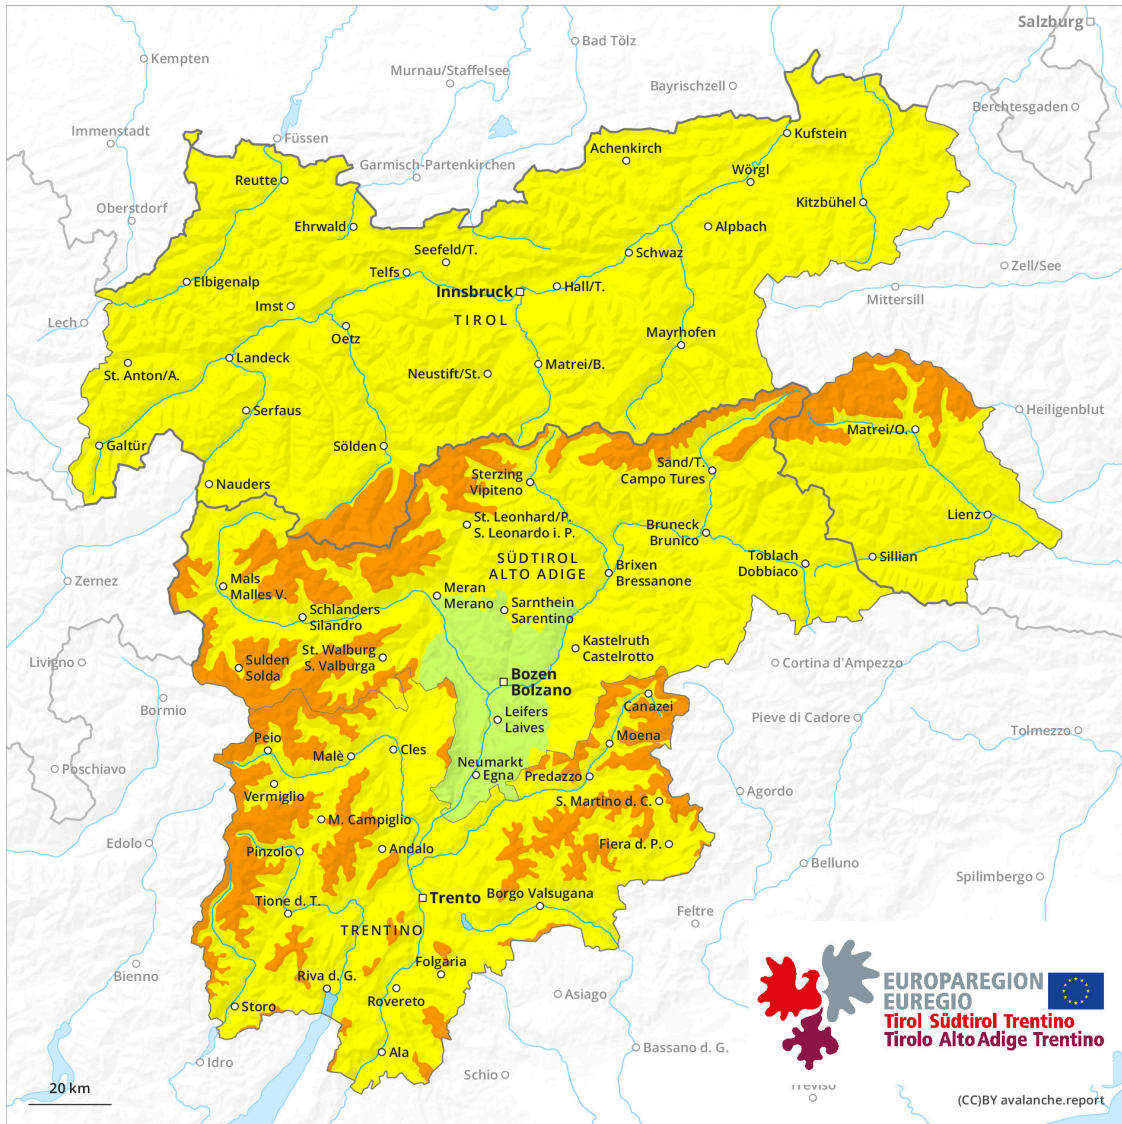 Salzburg
Bad Tölz
Kempten
Murnau/Staffelsee
Bayrischzell
Berchtesgaden
Immenstadt
Füssen
Kufstein
Achenkirch
Garmisch-Partenkirchen
Wörgl
Reutte
Oberstdorf
Kitzbühel
Ehrwald
Alpbach
Seefeld/T.
Schwaz
Telfs
Zell/See
Elbigenalp
Innsbruck
Hall/T.
Mittersill
Imst
TIROL
Lech
Oetz
Mayrhofen
Landeck
Matrei/B.
St. Anton/A.
Neustift/St.
Serfaus
Heiligenblut
Matrei/O.
Galtür
Sölden
Sand/T.
Campo Tures
Sterzing
Vipiteno
Nauders
St. Leonhard/P.
S. Leonardo i. P.
Lienz
Bruneck
Brunico
SÜDTIROL
ALTO ADIGE
Toblach
Dobbiaco
Sillian
Brixen
Bressanone
Zernez
Mals
Malles V.
Meran
Merano
Sarnthein
Sarentino
Schlanders
Silandro
Kastelruth
Castelrotto
St. Walburg
S. Valburga
Livigno
Sulden
Solda
Cortina d'Ampezzo
Bozen
Bolzano
Bormio
Canazei
Leifers
Laives
Pieve di Cadore
Tolmezzo
Peio
Moena
Malè
Cles
Neumarkt
Egna
Poschiavo
Predazzo
Vermiglio
Agordo
S. Martino d. C.
M. Campiglio
Edolo
Pinzolo
Andalo
Fiera d. P.
Belluno
Spilimbergo
Tione d. T.
Trento
Borgo Valsugana
Feltre
TRENTINO
Folgaria
Bienno
Riva d. G.
Rovereto
Asiago
Storo
EUROPAREGION
EUREGIO
Tirol Südtirol Trentino
Tirolo Alto Adige Trentino
Ala
Bassano d. G.
Idro
Schio
Treviso
20 km
(CC)BY avalanche.report